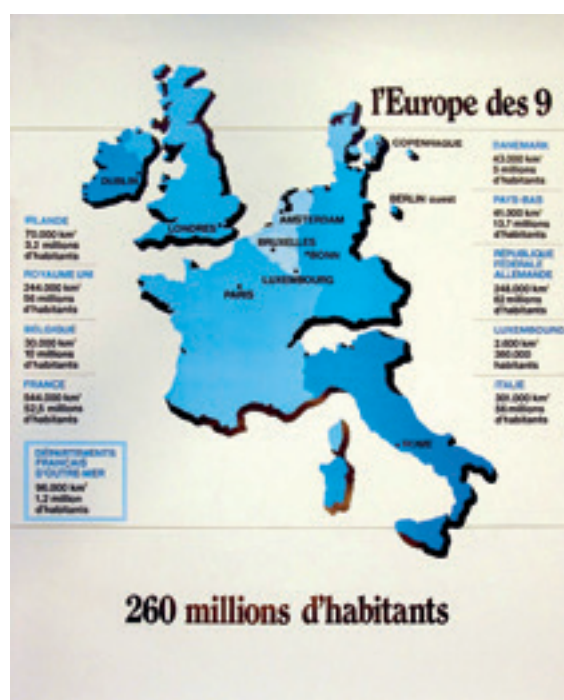 l'Europe des 9
COPENHAGUE
BERLIN ouest
DUBLIN
LONDRES
AMSTERDAM
BRUXELLES
BONN
LUXEMBOURG
PARIS
ROME
IRLANDE
70.000 km²
3,2 millions
d'habitants
ROYAUME UNI
244.000 km²
56 millions
d'habitants
BELGIQUE
30.000 km²
10 millions
d'habitants
FRANCE
544.000 km²
52,5 millions
d'habitants
DÉPARTEMENTS
FRANÇAIS
D'OUTRE-MER
96.000 km²
1,2 million
d'habitants
DANEMARK
43.000 km²
5 millions
d'habitants
PAYS-BAS
41.000 km²
13,7 millions
d'habitants
RÉPUBLIQUE
FÉDÉRALE
ALLEMANDE
248.000 km²
62 millions
d'habitants
LUXEMBOURG
2.600 km²
360.000
habitants
ITALIE
301.000 km²
56 millions
d'habitants
260 millions d'habitants